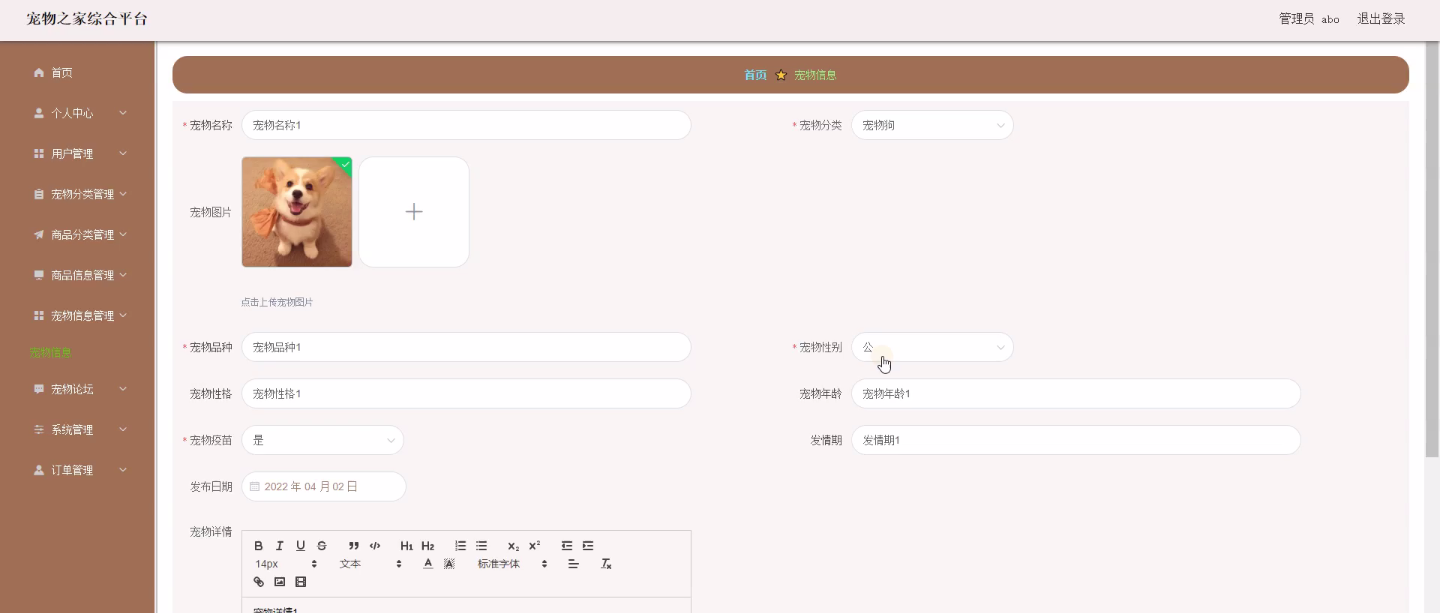 宠物之家综合平台
管理员 abo 退出登录
首页
个人中心
用户管理
宠物分类管理
商品分类管理
商品信息管理
宠物信息管理
宠物信息
宠物论坛
系统管理
订单管理
首页 宠物信息
* 宠物名称 宠物名称1 * 宠物分类 宠物狗
宠物图片
点击上传宠物图片
* 宠物品种 宠物品种1 * 宠物性别 公
宠物性格 宠物性格1 宠物年龄 宠物年龄1
* 宠物疫苗 是 发情期 发情期1
发布日期 2022 年 04 月 02 日
宠物详情
B I U S H1 H2 X2 X2
14px 文本 A A 标准字体 Tx
宠物详情1